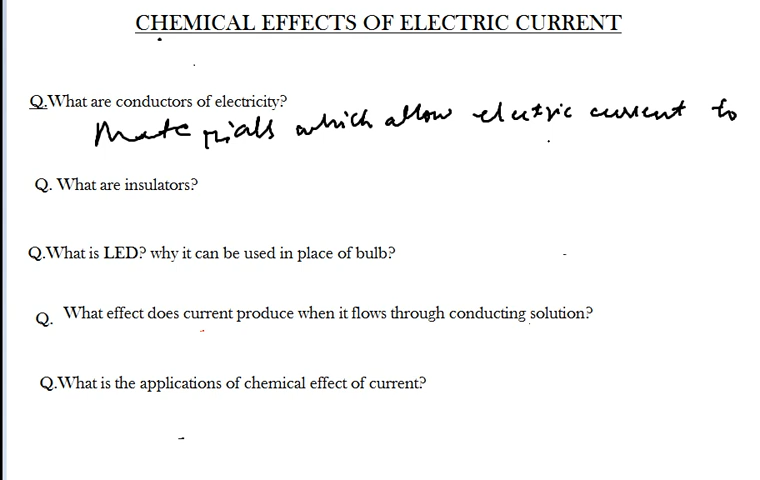 CHEMICAL EFFECTS OF ELECTRIC CURRENT
Q.What are conductors of electricity?
Materials which allow electric current to
Q. What are insulators?
Q.What is LED? why it can be used in place of bulb?
Q. What effect does current produce when it flows through conducting solution?
Q.What is the applications of chemical effect of current?